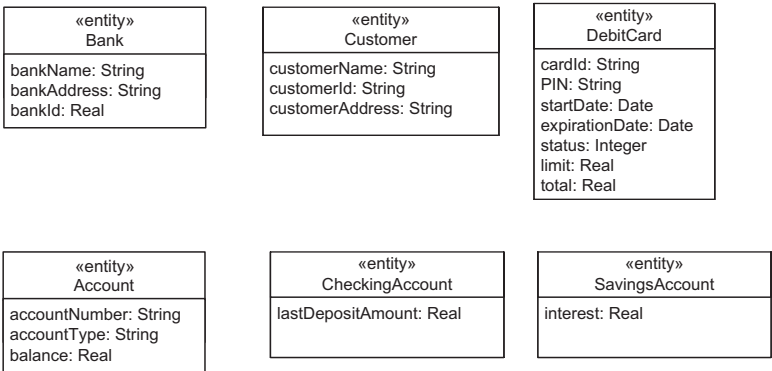 «entity»
Bank
bankName: String
bankAddress: String
bankId: Real
«entity»
Customer
customerName: String
customerId: String
customerAddress: String
«entity»
DebitCard
cardId: String
PIN: String
startDate: Date
expirationDate: Date
status: Integer
limit: Real
total: Real
«entity»
Account
accountNumber: String
accountType: String
balance: Real
«entity»
CheckingAccount
lastDepositAmount: Real
«entity»
SavingsAccount
interest: Real